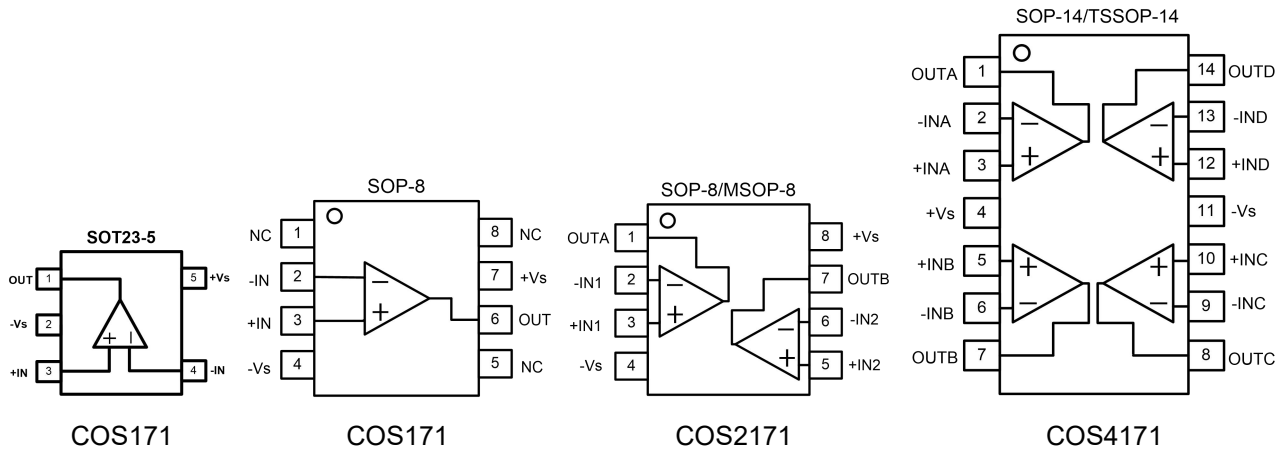 SOT23-5
OUT 1 5 +Vs
-Vs 2
+IN 3 + − 4 -IN
COS171
SOP-8
NC 1 8 NC
-IN 2 − 7 +Vs
+IN 3 + 6 OUT
-Vs 4 5 NC
COS171
SOP-8/MSOP-8
OUTA 1 8 +Vs
-IN1 2 − 7 OUTB
+IN1 3 + − 6 -IN2
-Vs 4 + 5 +IN2
COS2171
SOP-14/TSSOP-14
OUTA 1 14 OUTD
-INA 2 − − 13 -IND
+INA 3 + + 12 +IND
+Vs 4 11 -Vs
+INB 5 + + 10 +INC
-INB 6 − − 9 -INC
OUTB 7 8 OUTC
COS4171